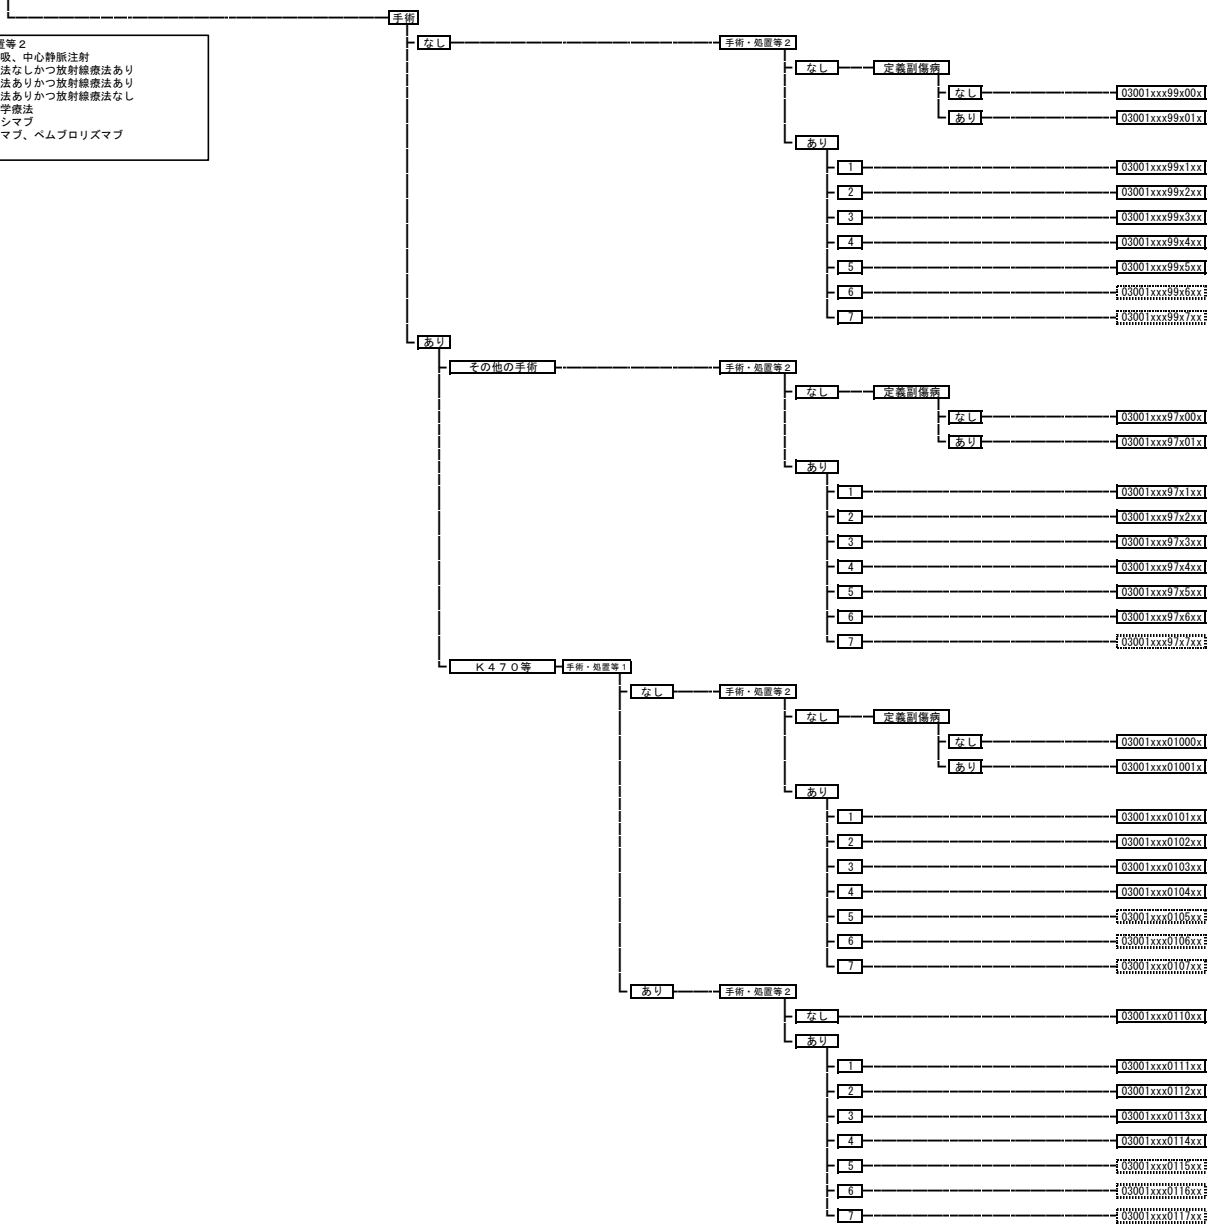 手術
置等２
吸、中心静脈注射
法なしかつ放射線療法あり
法ありかつ放射線療法あり
法ありかつ放射線療法なし
学療法
シマブ
マブ、ペムブロリズマブ
なし 手術・処置等２
なし 定義副傷病
なし 03001xxx99x00x
あり 03001xxx99x01x
あり
1 03001xxx99x1xx
2 03001xxx99x2xx
3 03001xxx99x3xx
4 03001xxx99x4xx
5 03001xxx99x5xx
6 03001xxx99x6xx
7 03001xxx99x7xx
あり
その他の手術 手術・処置等２
なし 定義副傷病
なし 03001xxx97x00x
あり 03001xxx97x01x
あり
1 03001xxx97x1xx
2 03001xxx97x2xx
3 03001xxx97x3xx
4 03001xxx97x4xx
5 03001xxx97x5xx
6 03001xxx97x6xx
7 03001xxx97x7xx
Ｋ４７０等 手術・処置等１
なし 手術・処置等２
なし 定義副傷病
なし 03001xxx01000x
あり 03001xxx01001x
あり
1 03001xxx0101xx
2 03001xxx0102xx
3 03001xxx0103xx
4 03001xxx0104xx
5 03001xxx0105xx
6 03001xxx0106xx
7 03001xxx0107xx
あり 手術・処置等２
なし 03001xxx0110xx
あり
1 03001xxx0111xx
2 03001xxx0112xx
3 03001xxx0113xx
4 03001xxx0114xx
5 03001xxx0115xx
6 03001xxx0116xx
7 03001xxx0117xx